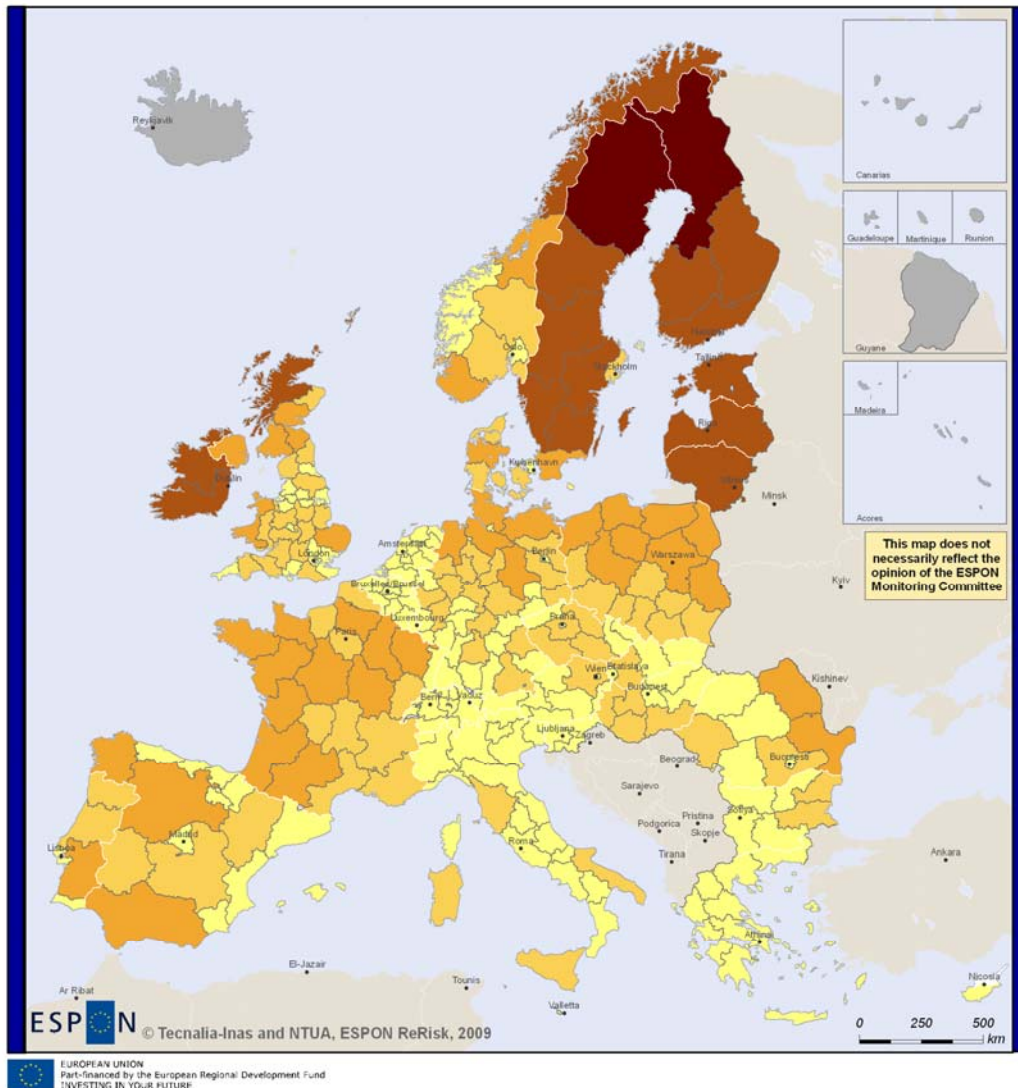 Reykjavik
Canarias
Guadeloupe
Martinique
Réunion
Guyane
Madeira
Acores
This map does not
necessarily reflect the
opinion of the ESPON
Monitoring Committee
Oslo
Stockholm
Tallinn
Riga
Vilnius
Minsk
København
Dublin
London
Amsterdam
Berlin
Warszawa
Bruxelles/Brussel
Luxembourg
Praha
Kyiv
Paris
Wien
Bratislava
Budapest
Kishinev
Bern
Vaduz
Ljubljana
Zagreb
Beograd
Bucuresti
Sarajevo
Pristina
Sofiya
Podgorica
Skopje
Tirana
Madrid
Lisboa
Roma
Ankara
Athinai
El-Jazair
Tounis
Valletta
Nicosia
Ar Ribat
ESPON
© Tecnalia-Inas and NTUA, ESPON ReRisk, 2009
0 250 500
km
EUROPEAN UNION
Part-financed by the European Regional Development Fund
INVESTING IN YOUR FUTURE